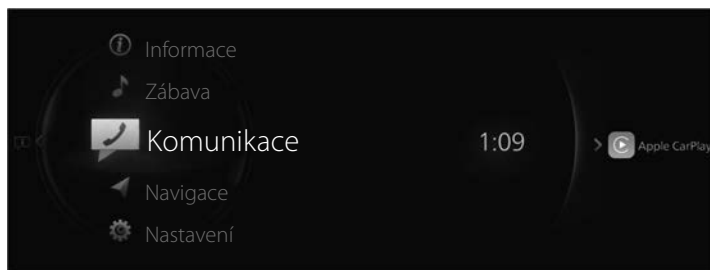 Informace
Zábava
Komunikace
1:09
Apple CarPlay
Navigace
Nastavení